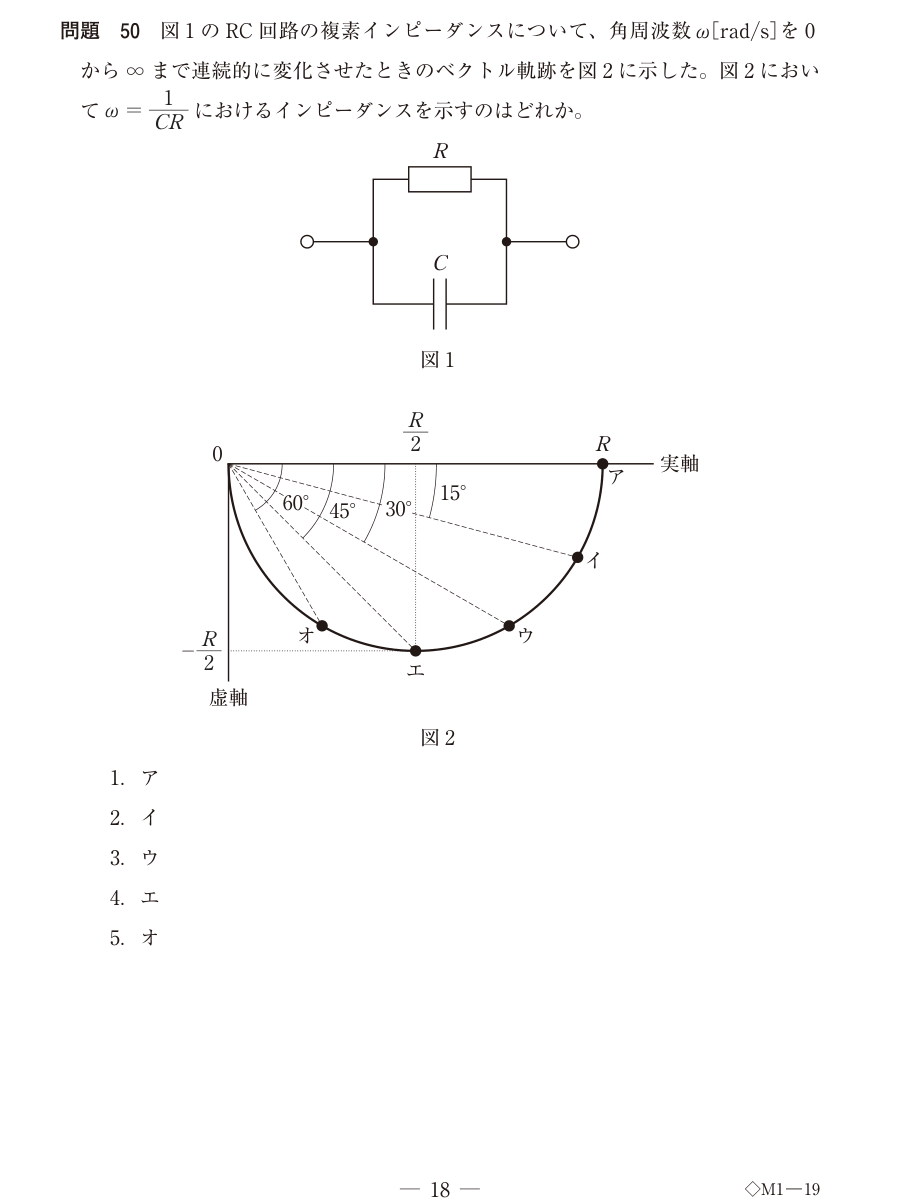 問題 50 図1のRC回路の複素インピーダンスについて、角周波数ω[rad/s]を0
から∞まで連続的に変化させたときのベクトル軌跡を図2に示した。図2におい
てω = 1/CR におけるインピーダンスを示すのはどれか。
R
C
図1
R/2
0
R
実軸
ア
15°
30°
45°
60°
イ
ウ
オ
エ
−R/2
虚軸
図2
1. ア
2. イ
3. ウ
4. エ
5. オ
— 18 —
◇M1—19